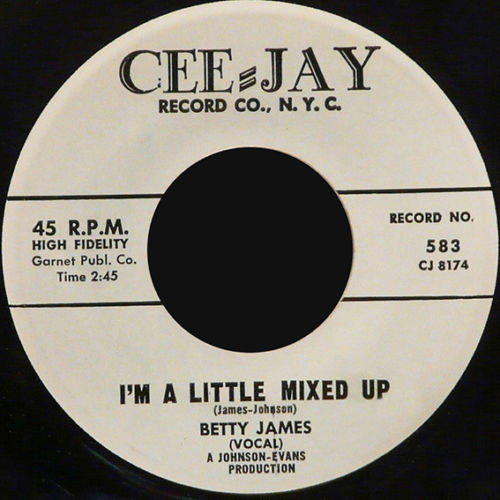 CEE=JAY
RECORD CO., N. Y. C.
45 R.P.M.
HIGH FIDELITY
Garnet Publ. Co.
Time 2:45
RECORD NO.
583
CJ 8174
I'M A LITTLE MIXED UP
(James-Johnson)
BETTY JAMES
(VOCAL)
A JOHNSON-EVANS
PRODUCTION